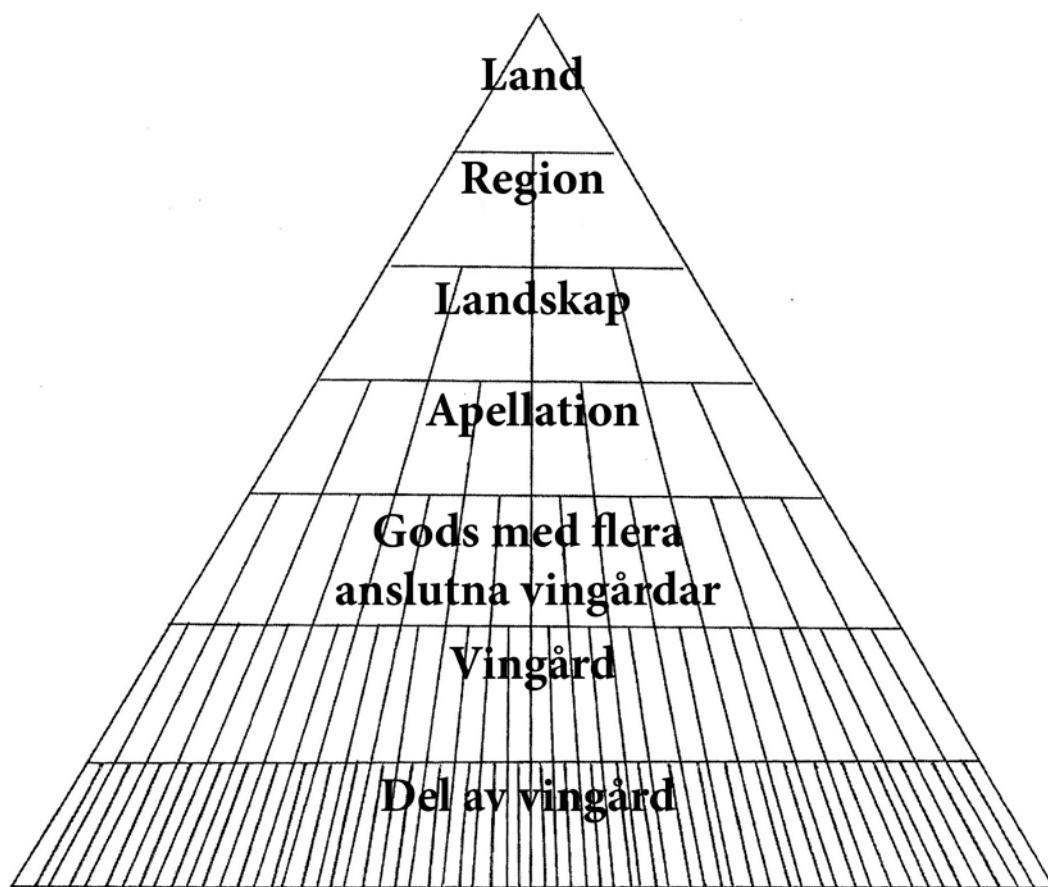 Land
Region
Landskap
Apellation
Gods med flera
anslutna vingårdar
Vingård
Del av vingård